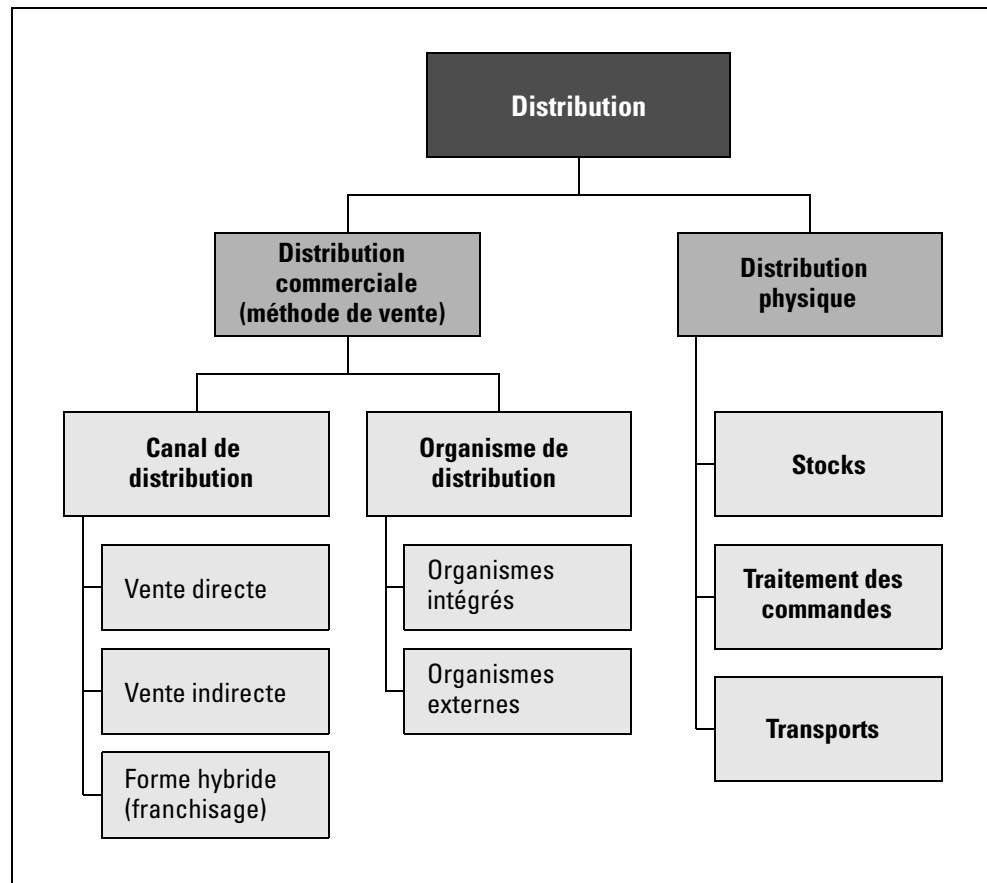 Distribution
Distribution
commerciale
(méthode de vente)
Distribution
physique
Canal de
distribution
Organisme de
distribution
Stocks
Vente directe
Organismes
intégrés
Traitement des
commandes
Vente indirecte
Organismes
externes
Transports
Forme hybride
(franchisage)